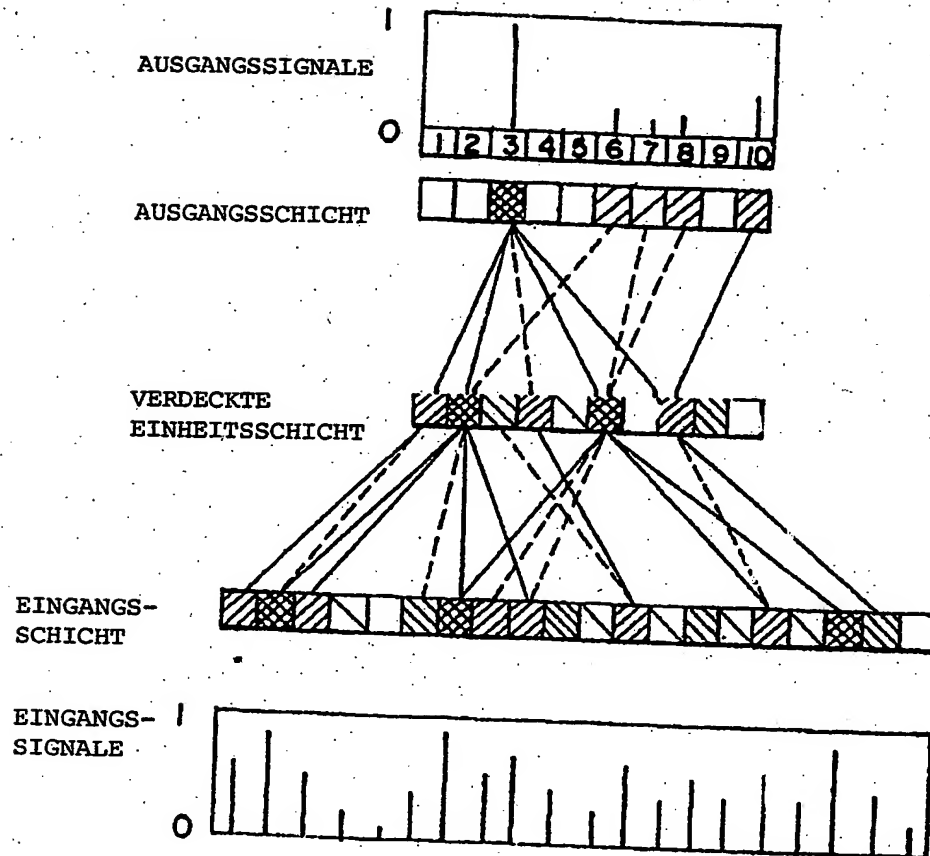 1
AUSGANGSSIGNALE
0
1 2 3 4 5 6 7 8 9 10
AUSGANGSSCHICHT
VERDECKTE
EINHEITSSCHICHT
EINGANGS-
SCHICHT
EINGANGS-
SIGNALE
1
0